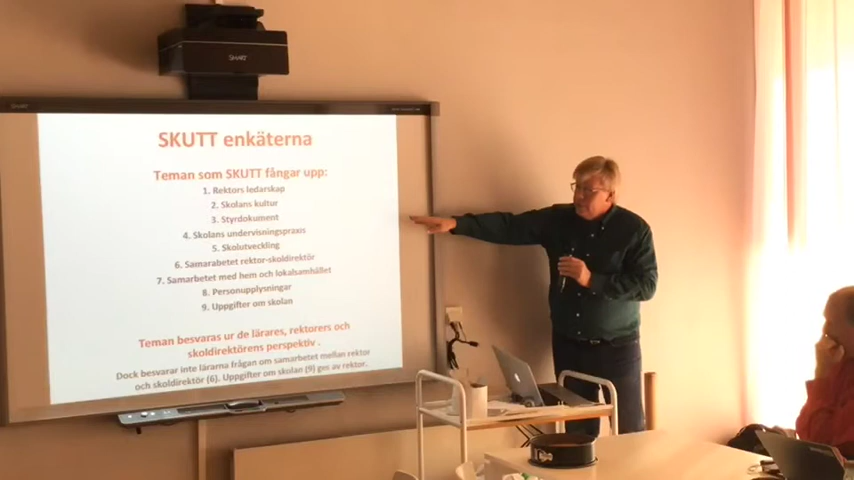 SMART
SKUTT enkäterna
Teman som SKUTT fångar upp:
1. Rektors ledarskap
2. Skolans kultur
3. Styrdokument
4. Skolans undervisningspraxis
5. Skolutveckling
6. Samarabetet rektor-skoldirektör
7. Samarbetet med hem och lokalsamhället
8. Personupplysningar
9. Uppgifter om skolan
Teman besvaras ur de lärares, rektorers och
skoldirektörens perspektiv .
Dock besvarar inte lärarna frågan om samarbetet mellan rektor
och skoldirektör (6). Uppgifter om skolan (9) ges av rektor.